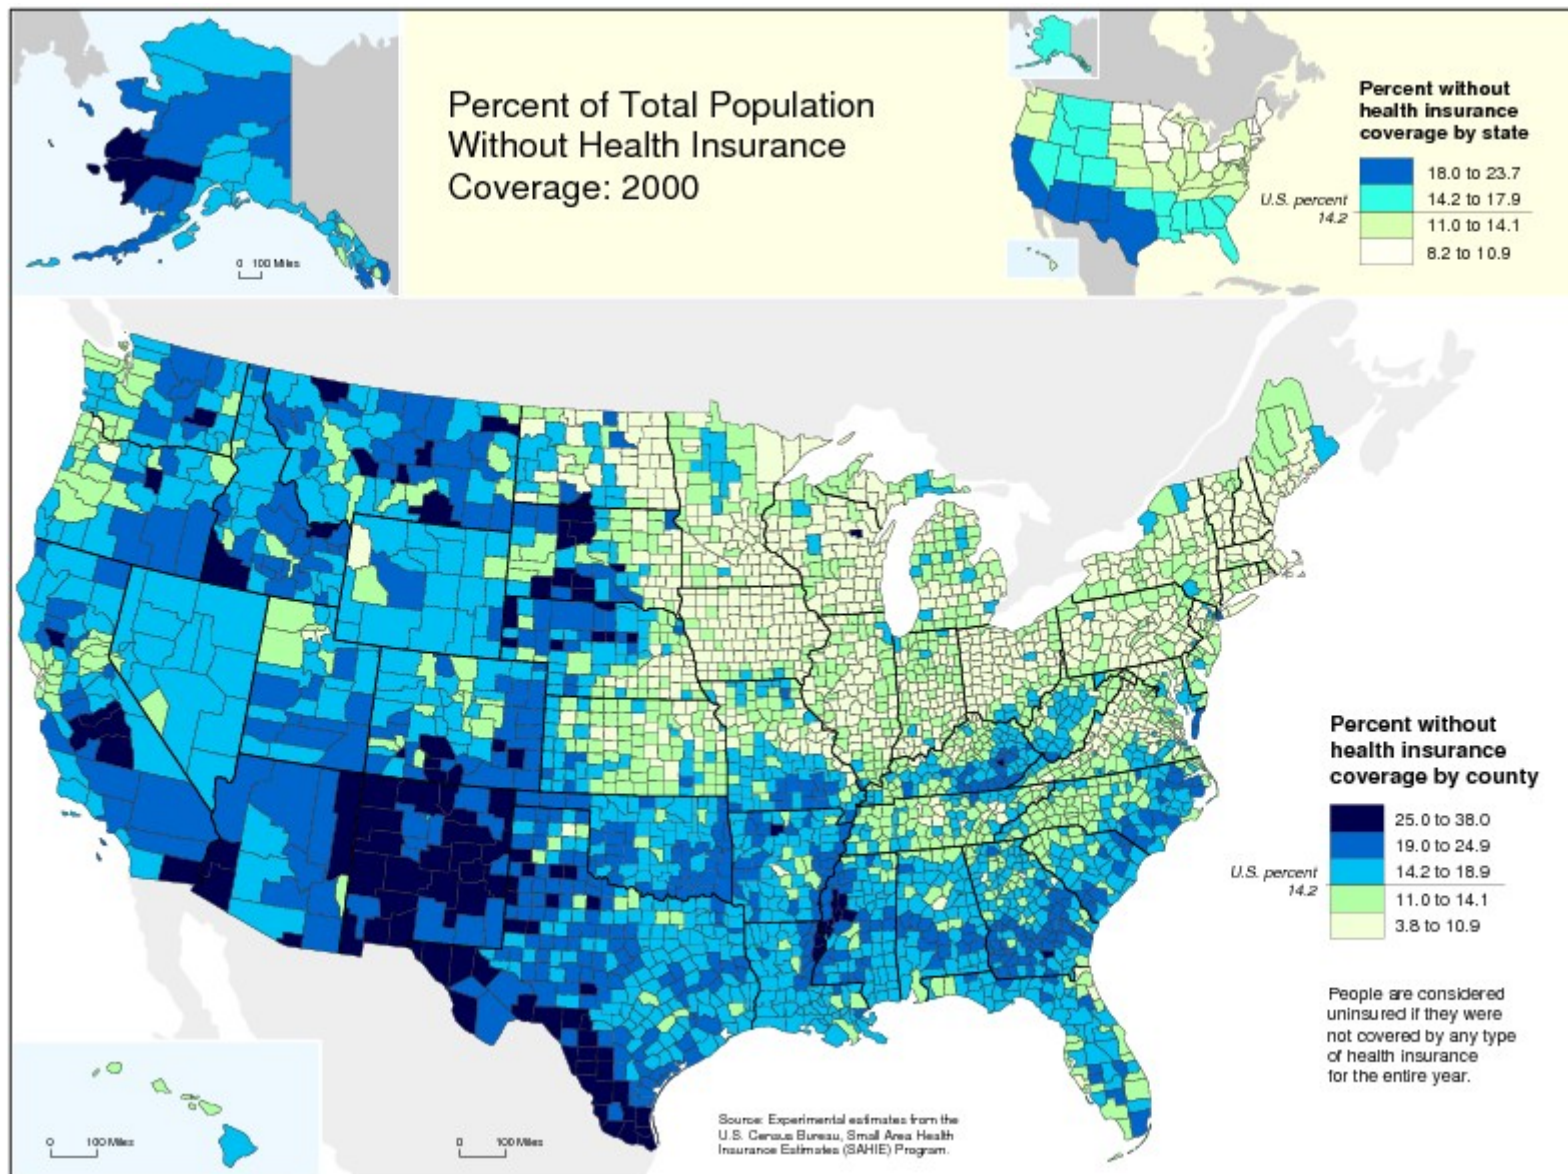 Percent of Total Population
Without Health Insurance
Coverage: 2000
0 100 Miles
Percent without
health insurance
coverage by state
18.0 to 23.7
14.2 to 17.9
U.S. percent
14.2
11.0 to 14.1
8.2 to 10.9
Percent without
health insurance
coverage by county
25.0 to 38.0
19.0 to 24.9
14.2 to 18.9
U.S. percent
14.2
11.0 to 14.1
3.8 to 10.9
People are considered
uninsured if they were
not covered by any type
of health insurance
for the entire year.
0 100 Miles
0 100 Miles
Source: Experimental estimates from the
U.S. Census Bureau, Small Area Health
Insurance Estimates (SAHIE) Program.